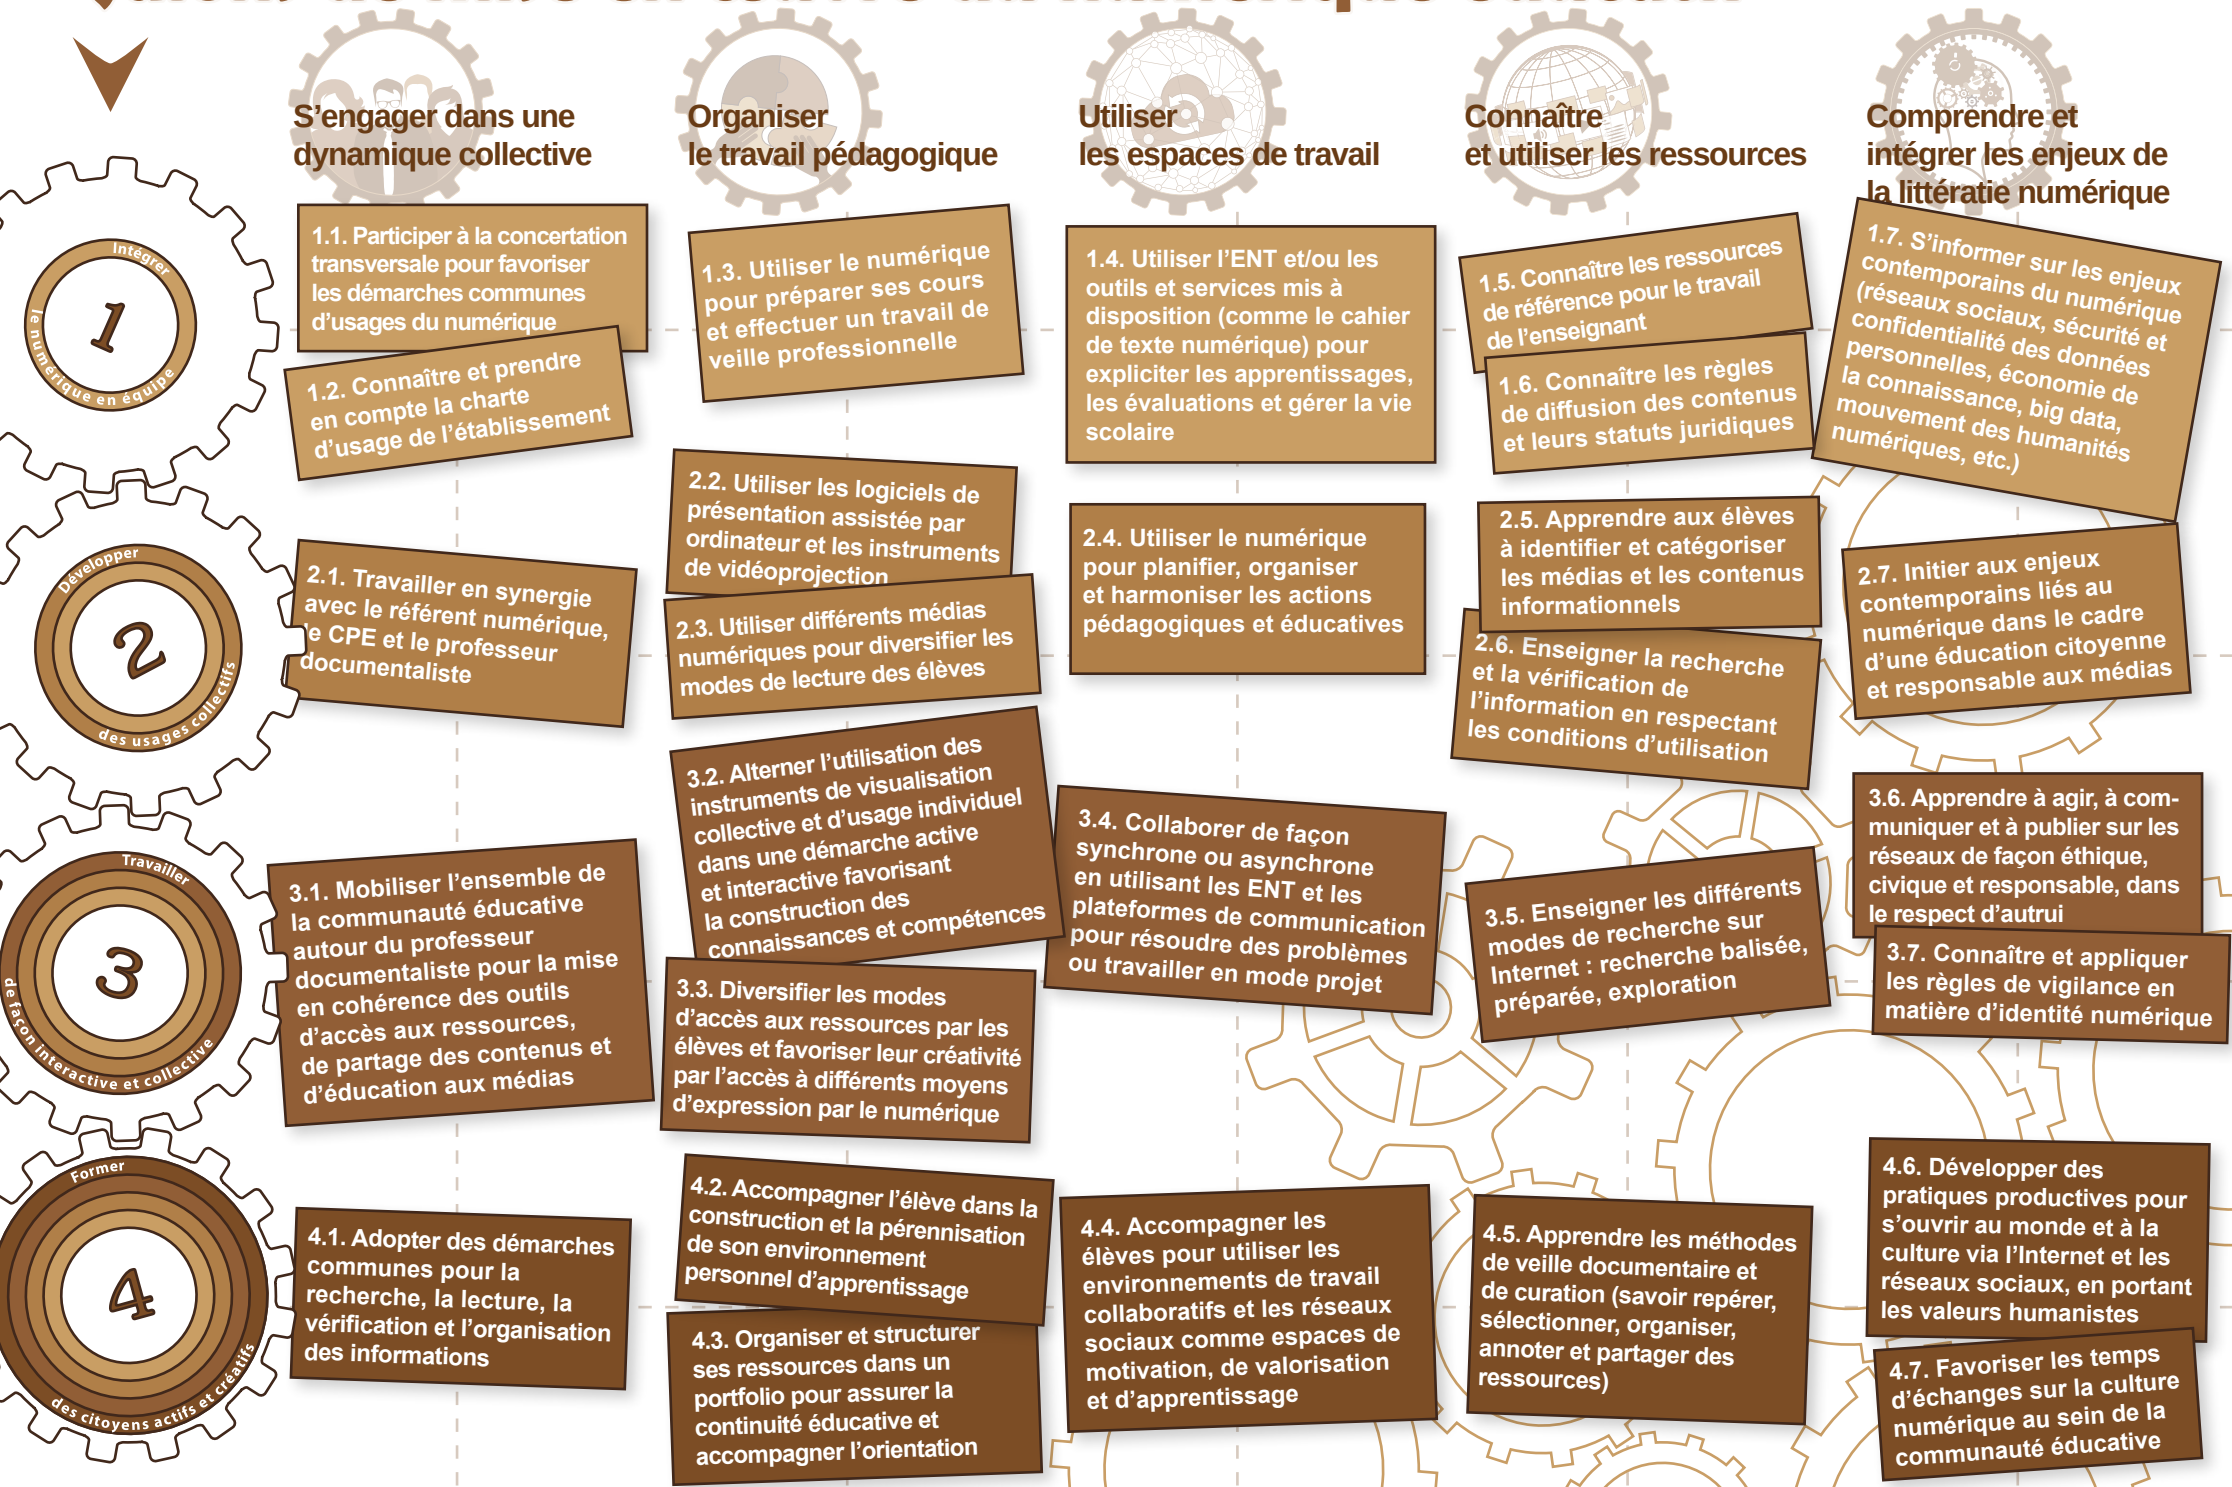 S’engager dans une
dynamique collective
Organiser
le travail pédagogique
Utiliser
les espaces de travail
Connaître
et utiliser les ressources
Comprendre et
intégrer les enjeux de
la littératie numérique
1
Intégrer
le numérique en équipe
1.1. Participer à la concertation
transversale pour favoriser
les démarches communes
d’usages du numérique
1.2. Connaître et prendre
en compte la charte
d’usage de l’établissement
1.3. Utiliser le numérique
pour préparer ses cours
et effectuer un travail de
veille professionnelle
1.4. Utiliser l’ENT et/ou les
outils et services mis à
disposition (comme le cahier
de texte numérique) pour
expliciter les apprentissages,
les évaluations et gérer la vie
scolaire
1.5. Connaître les ressources
de référence pour le travail
de l’enseignant
1.6. Connaître les règles
de diffusion des contenus
et leurs statuts juridiques
1.7. S’informer sur les enjeux
contemporains du numérique
(réseaux sociaux, sécurité et
confidentialité des données
personnelles, économie de
la connaissance, big data,
mouvement des humanités
numériques, etc.)
2
Développer
des usages collectifs
2.1. Travailler en synergie
avec le référent numérique,
le CPE et le professeur
documentaliste
2.2. Utiliser les logiciels de
présentation assistée par
ordinateur et les instruments
de vidéoprojection
2.3. Utiliser différents médias
numériques pour diversifier les
modes de lecture des élèves
2.4. Utiliser le numérique
pour planifier, organiser
et harmoniser les actions
pédagogiques et éducatives
2.5. Apprendre aux élèves
à identifier et catégoriser
les médias et les contenus
informationnels
2.6. Enseigner la recherche
et la vérification de
l’information en respectant
les conditions d’utilisation
2.7. Initier aux enjeux
contemporains liés au
numérique dans le cadre
d’une éducation citoyenne
et responsable aux médias
3
Travailler
de façon interactive et collective
3.1. Mobiliser l’ensemble de
la communauté éducative
autour du professeur
documentaliste pour la mise
en cohérence des outils
d’accès aux ressources,
de partage des contenus et
d’éducation aux médias
3.2. Alterner l’utilisation des
instruments de visualisation
collective et d’usage individuel
dans une démarche active
et interactive favorisant
la construction des
connaissances et compétences
3.3. Diversifier les modes
d’accès aux ressources par les
élèves et favoriser leur créativité
par l’accès à différents moyens
d’expression par le numérique
3.4. Collaborer de façon
synchrone ou asynchrone
en utilisant les ENT et les
plateformes de communication
pour résoudre des problèmes
ou travailler en mode projet
3.5. Enseigner les différents
modes de recherche sur
Internet : recherche balisée,
préparée, exploration
3.6. Apprendre à agir, à com-
muniquer et à publier sur les
réseaux de façon éthique,
civique et responsable, dans
le respect d’autrui
3.7. Connaître et appliquer
les règles de vigilance en
matière d’identité numérique
4
Former
des citoyens actifs et créatifs
4.1. Adopter des démarches
communes pour la
recherche, la lecture, la
vérification et l’organisation
des informations
4.2. Accompagner l’élève dans la
construction et la pérennisation
de son environnement
personnel d’apprentissage
4.3. Organiser et structurer
ses ressources dans un
portfolio pour assurer la
continuité éducative et
accompagner l’orientation
4.4. Accompagner les
élèves pour utiliser les
environnements de travail
collaboratifs et les réseaux
sociaux comme espaces de
motivation, de valorisation
et d’apprentissage
4.5. Apprendre les méthodes
de veille documentaire et
de curation (savoir repérer,
sélectionner, organiser,
annoter et partager des
ressources)
4.6. Développer des
pratiques productives pour
s’ouvrir au monde et à la
culture via l’Internet et les
réseaux sociaux, en portant
les valeurs humanistes
4.7. Favoriser les temps
d’échanges sur la culture
numérique au sein de la
communauté éducative